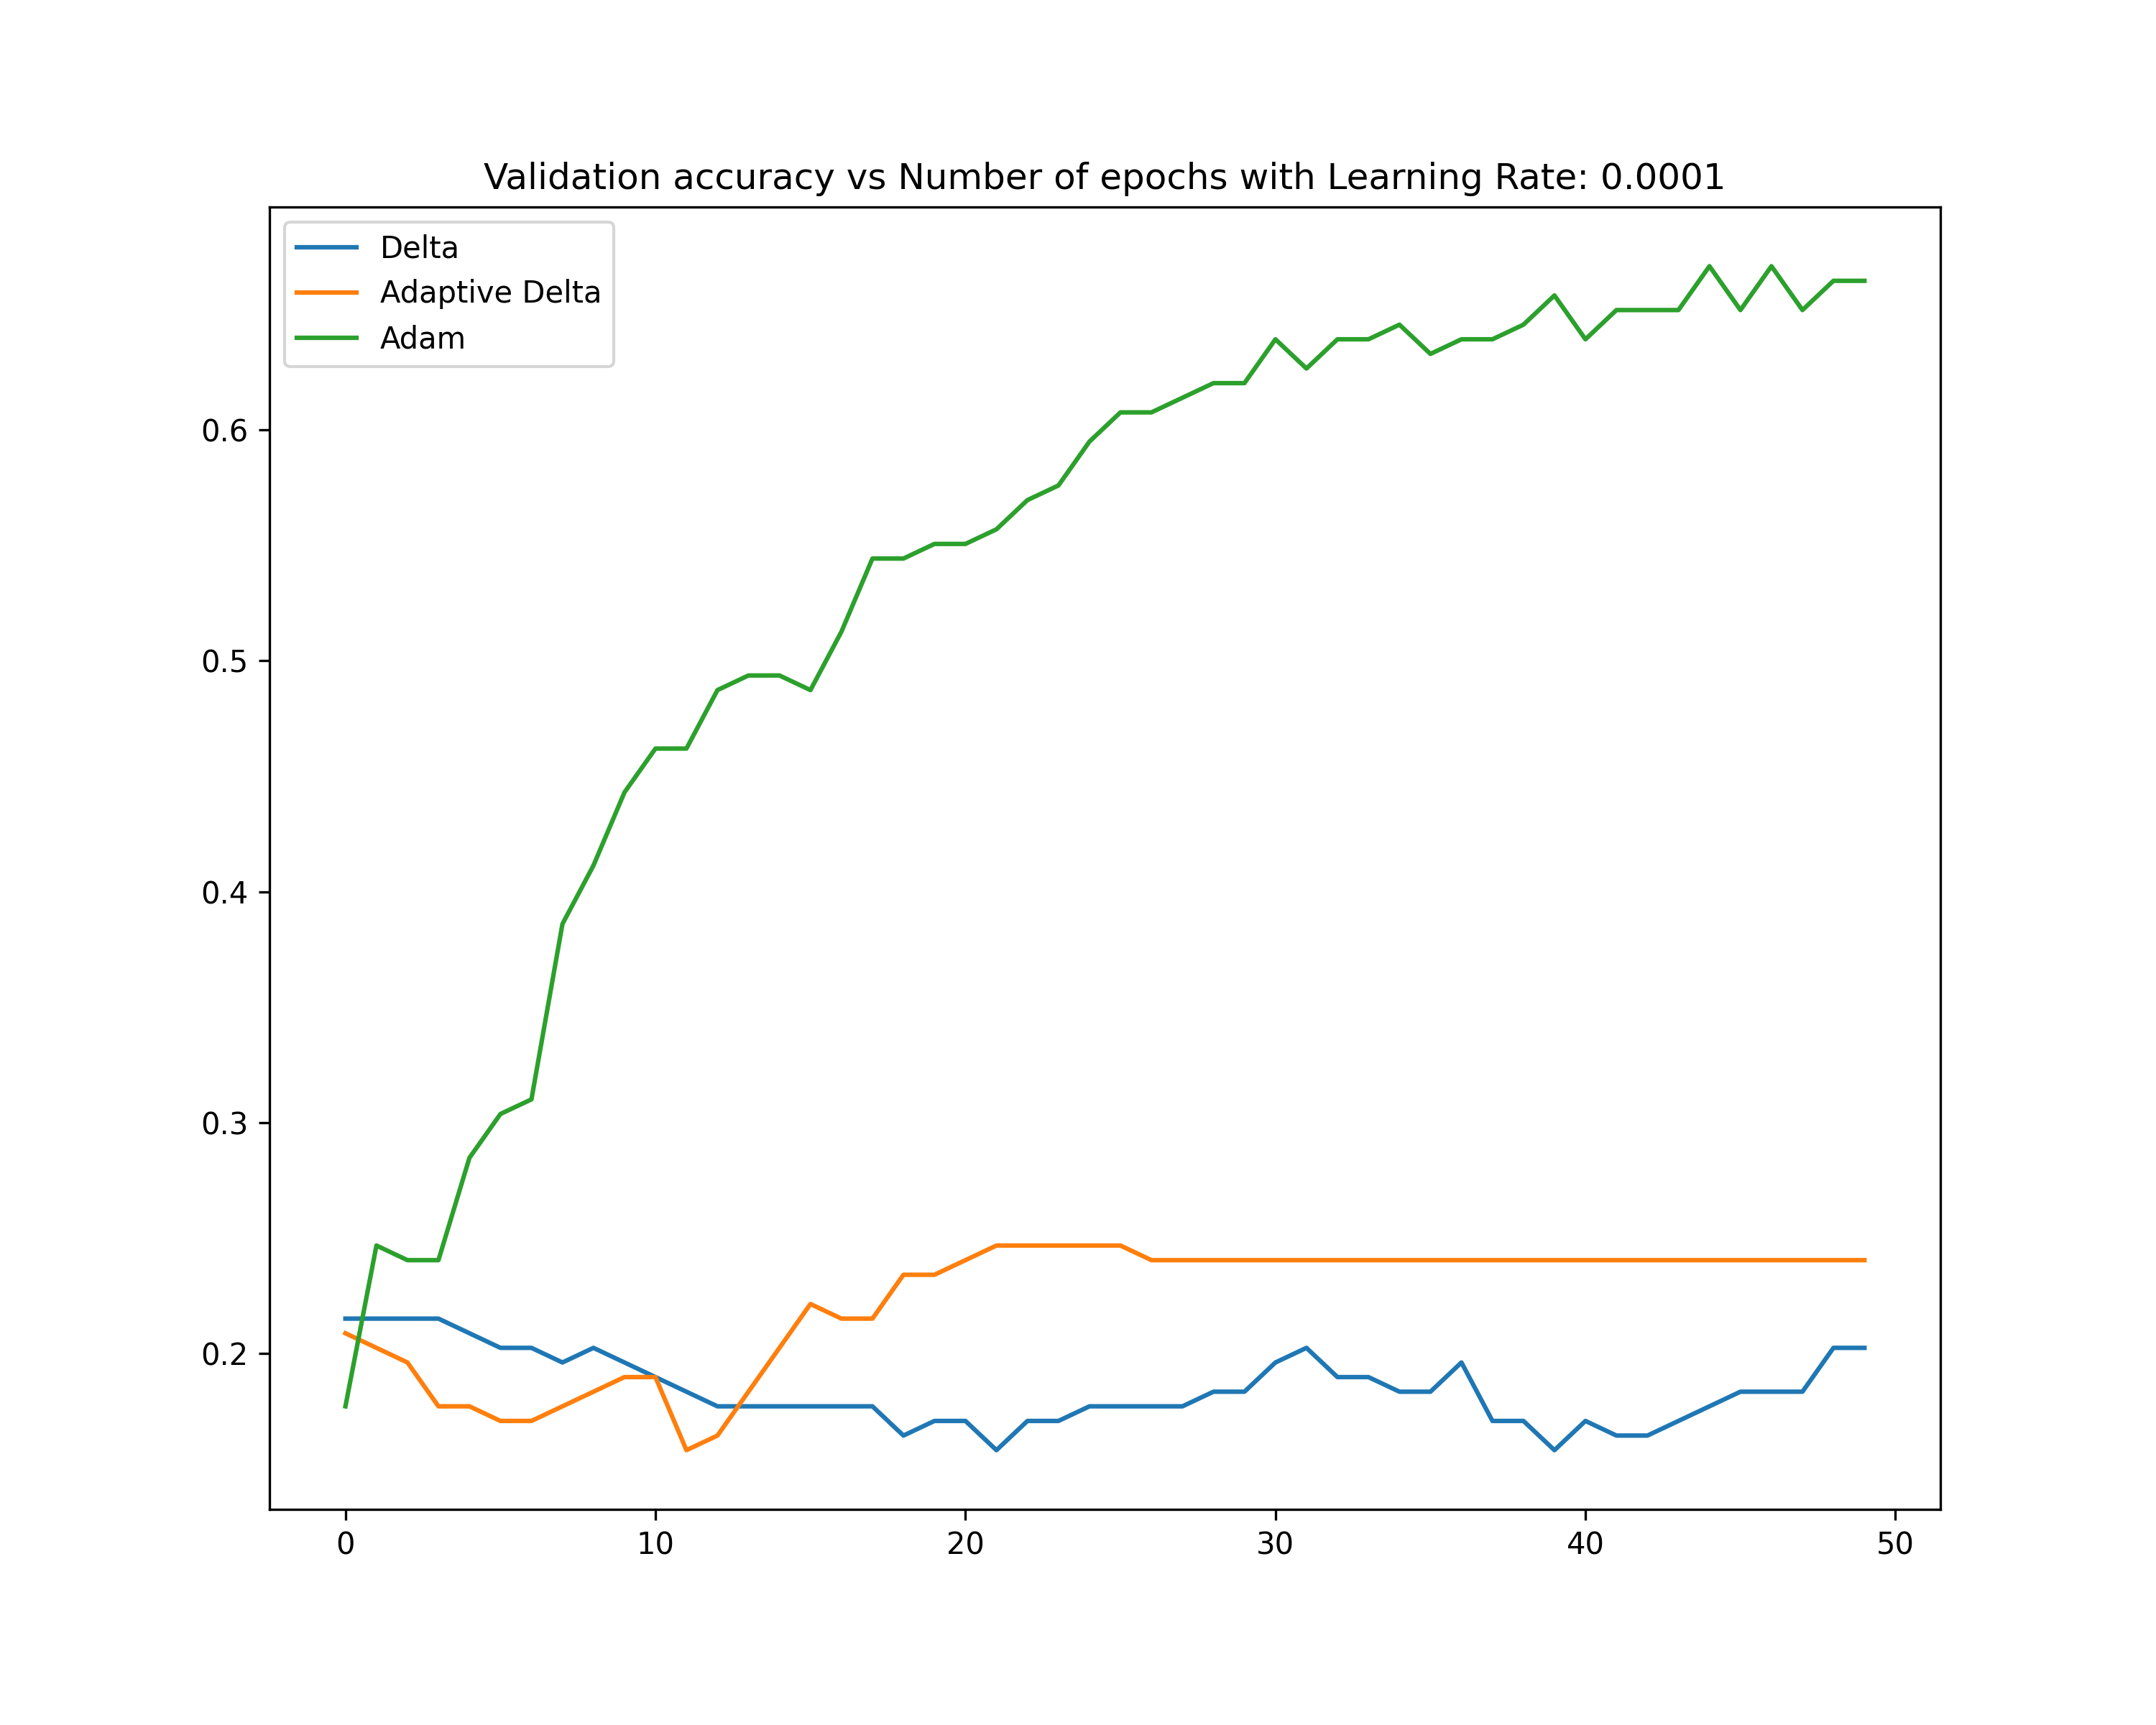 Validation accuracy vs Number of epochs with Learning Rate: 0.0001
Delta
Adaptive Delta
Adam
0.6
0.5
0.4
0.3
0.2
0 10 20 30 40 50